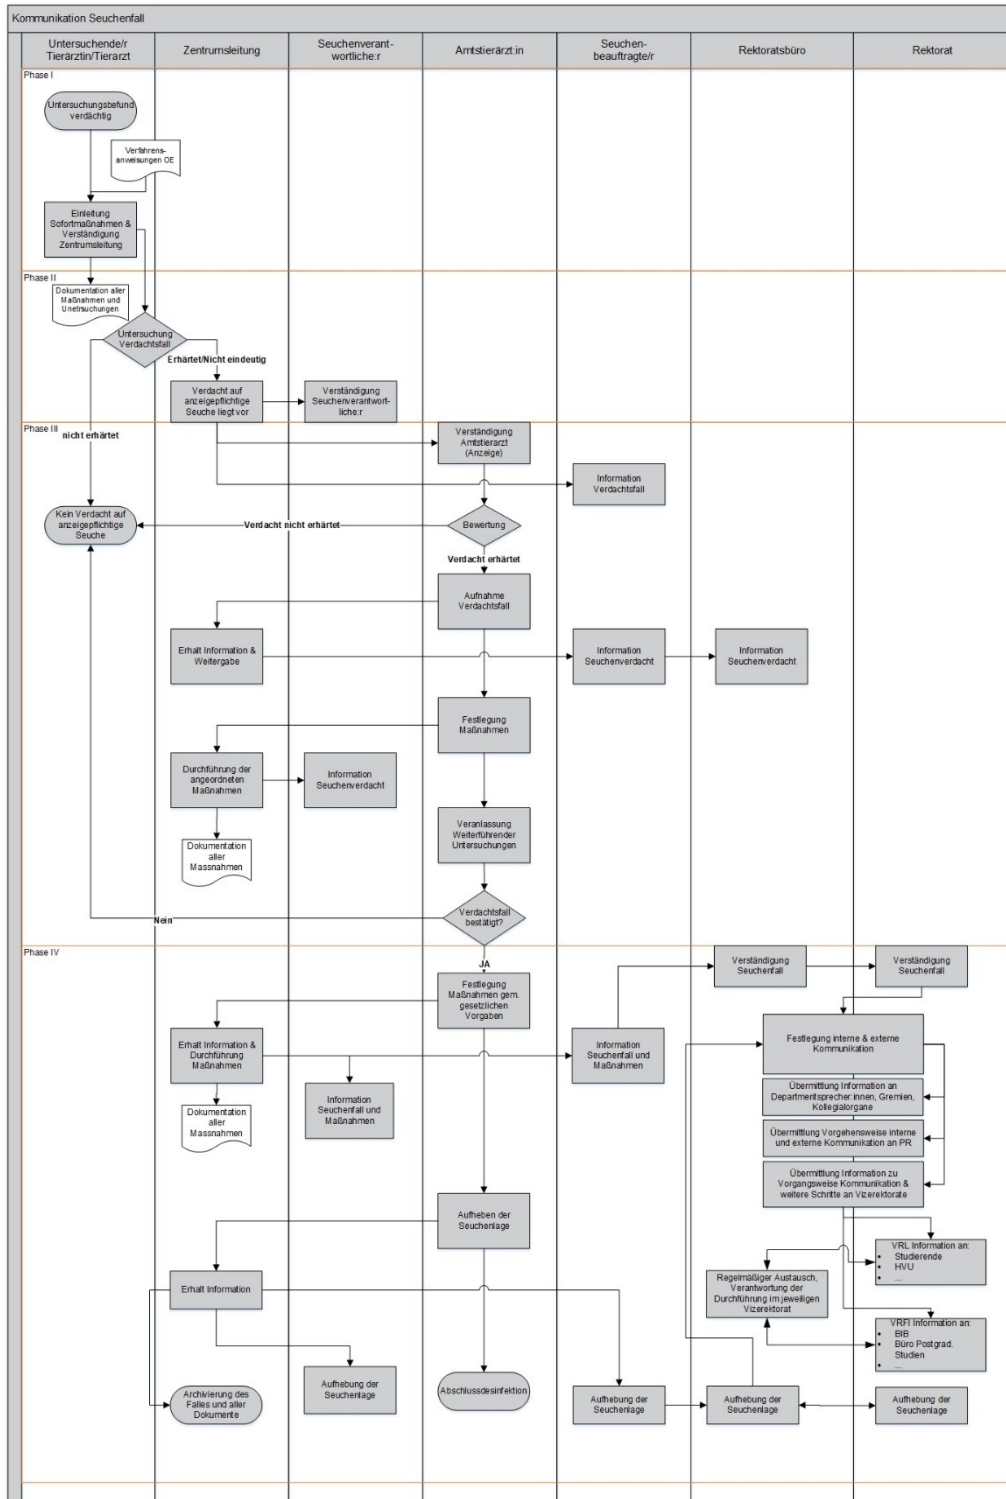 Kommunikation Seuchenfall
Untersuchende/r
Tierärztin/Tierarzt
Zentrumsleitung
Seuchenverant-
wortliche:r
Amtstierärzt:in
Seuchen-
beauftragte/r
Rektoratsbüro
Rektorat
Phase I
Untersuchungsbefund
verdächtig
Verfahrens-
anweisungen OE
Einleitung
Sofortmaßnahmen &
Verständigung
Zentrumsleitung
Phase II
Dokumentation aller
Maßnahmen und
Unetrsuchungen
Untersuchung
Verdachtsfall
Erhärtet/Nicht eindeutig
Verdacht auf
anzeigepflichtige
Seuche liegt vor
Verständigung
Seuchenverantwort-
liche:r
Phase III
nicht erhärtet
Verständigung
Amtstierarzt
(Anzeige)
Information
Verdachtsfall
Kein Verdacht auf
anzeigepflichtige
Seuche
Verdacht nicht erhärtet
Bewertung
Verdacht erhärtet
Aufnahme
Verdachtsfall
Erhalt Information &
Weitergabe
Information
Seuchenverdacht
Information
Seuchenverdacht
Festlegung
Maßnahmen
Durchführung der
angeordneten
Maßnahmen
Information
Seuchenverdacht
Veranlassung
Weiterführender
Untersuchungen
Dokumentation
aller
Massnahmen
Verdachtsfall
bestätigt?
Nein
Phase IV
JA
Verständigung
Seuchenfall
Verständigung
Seuchenfall
Festlegung
Maßnahmen gem.
gesetzlichen
Vorgaben
Erhalt Information &
Durchführung
Maßnahmen
Information
Seuchenfall und
Maßnahmen
Festlegung interne & externe
Kommunikation
Dokumentation
aller
Massnahmen
Information
Seuchenfall und
Maßnahmen
Übermittlung Information an
Departmentsprecher:innen, Gremien,
Kollegialorgane
Übermittlung Vorgehensweise interne
und externe Kommunikation an PR
Übermittlung Information zu
Vorgangsweise Kommunikation &
weitere Schritte an Vizerektorate
Aufheben der
Seuchenlage
VRL Information an:
• Studierende
• HVU
• ...
Erhalt Information
Regelmäßiger Austausch,
Verantwortung der
Durchführung im jeweiligen
Vizerektorat
VRFI Information an:
• BIB
• Büro Postgrad.
Studien
• ...
Archivierung des
Falles und aller
Dokumente
Aufhebung der
Seuchenlage
Abschlussdesinfektion
Aufhebung der
Seuchenlage
Aufhebung der
Seuchenlage
Aufhebung der
Seuchenlage